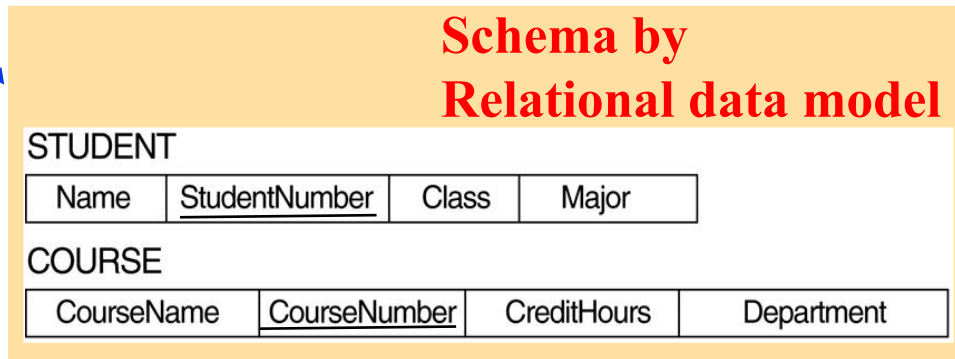 Schema by
Relational data model
STUDENT
Name StudentNumber Class Major
COURSE
CourseName CourseNumber CreditHours Department